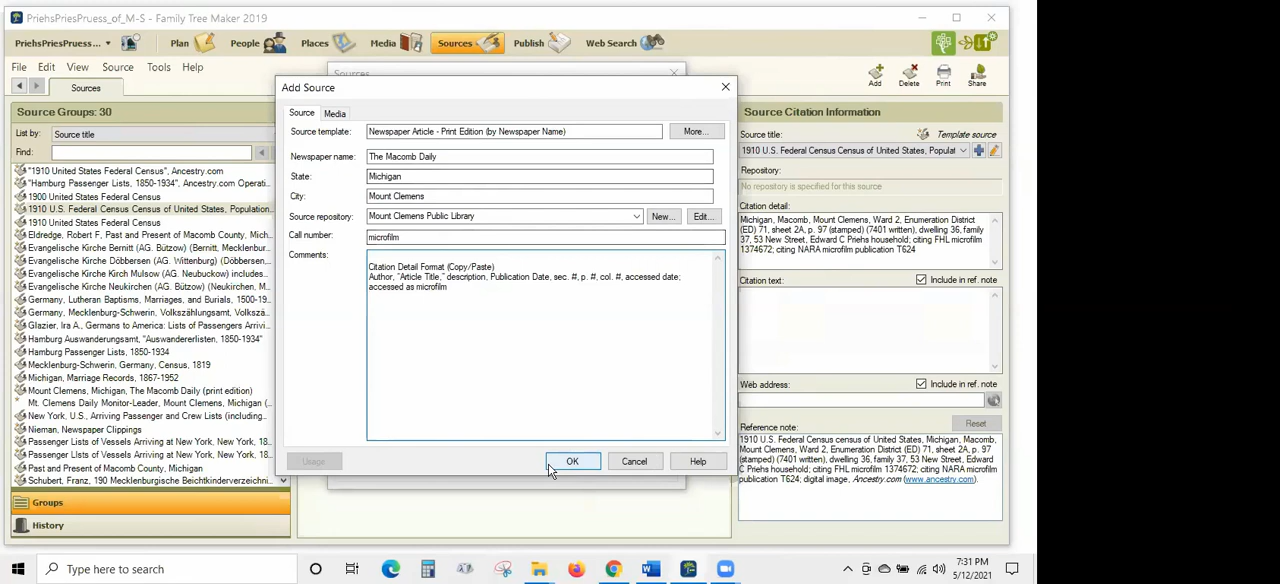 PriehsPriesPruess_of_M-S - Family Tree Maker 2019
PriehsPriesPruess...
Plan
People
Places
Media
Sources
Publish
Web Search
File Edit View Source Tools Help
Add
Delete
Print
Share
Sources
Sources
Source Groups: 30
List by:
Source title
Find:
"1910 United States Federal Census", Ancestry.com
"Hamburg Passenger Lists, 1850-1934". Ancestry.com Operati..
1900 United States Federal Census
1910 U.S. Federal Census Census of United States, Population...
1910 United States Federal Census
Eldredge, Robert F, Past and Present of Macomb County, Mi...
Evangelische Kirche Bernitt (AG. Bützow) (Bernitt, Mecklenbu...
Evangelische Kirche Döbbersen (AG. Wittenburg) (Döbbersen,..
Evangelische Kirche Kirch Mulsow (AG. Neubuckow) (includes...
Evangelische Kirche Neukirchen (AG. Bützow) (Neukirchen, M...
Germany, Lutheran Baptisms, Marriages, and Burials, 1500-19..
Germany, Mecklenburg-Schwerin, Volkszählungsamt. Volkszä..
Glazier, Ira A., Germans to America: Lists of Passengers Arrivi...
Hamburg Auswanderungsamt, "Auswandererlisten, 1850-1934"
Hamburg Passenger Lists, 1850-1934
Mecklenburg-Schwerin, Germany, Census, 1819
Michigan, Marriage Records, 1867-1952
Mount Clemens, Michigan, The Macomb Daily (print edition)
Mt. Clemens Daily Monitor-Leader, Mount Clemens, Michigan (...
New York, U.S., Arriving Passenger and Crew Lists (including...
Nieman, Newspaper Clippings
Passenger Lists of Vessels Arriving at New York, New York, 18..
Passenger Lists of Vessels Arriving at New York, New York, 18..
Past and Present of Macomb County, Michigan
Schubert, Franz, 190 Mecklenburgische Beichtkinderverzeichni...
Groups
History
Add Source
Source
Media
Source template:
Newspaper Article - Print Edition (by Newspaper Name)
More...
Newspaper name:
The Macomb Daily
State:
Michigan
City:
Mount Clemens
Source repository:
Mount Clemens Public Library
New...
Edit...
Call number:
microfilm
Comments:
Citation Detail Format (Copy/Paste)
Author, "Article Title," description, Publication Date, sec. #, p. #, col. #, accessed date;
accessed as microfilm
Usage
OK
Cancel
Help
Source Citation Information
Source title:
Template source
1910 U.S. Federal Census Census of United States, Populat
Repository:
No repository is specified for this source
Citation detail:
Michigan, Macomb, Mount Clemens, Ward 2, Enumeration District
(ED) 71, sheet 2A, p. 97 (stamped) (7401 written), dwelling 36, family
37, 53 New Street, Edward C Priehs household; citing FHL microfilm
1374672; citing NARA microfilm publication T624
Citation text:
Include in ref. note
Web address:
Include in ref. note
Reference note:
Reset
1910 U.S. Federal Census census of United States, Michigan, Macomb,
Mount Clemens, Ward 2, Enumeration District (ED) 71, sheet 2A, p. 97
(stamped) (7401 written), dwelling 36, family 37, 53 New Street, Edward
C Priehs household; citing FHL microfilm 1374672; citing NARA microfilm
publication T624; digital image, Ancestry.com (www.ancestry.com).
Type here to search
7:31 PM
5/12/2021